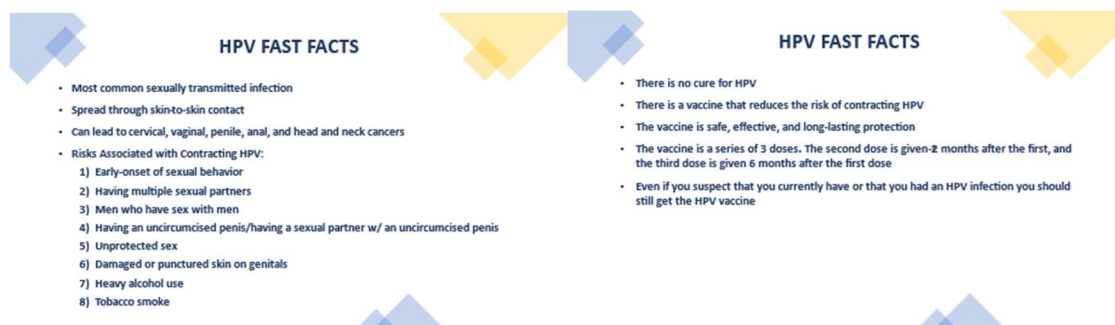 HPV FAST FACTS
• Most common sexually transmitted infection
• Spread through skin-to-skin contact
• Can lead to cervical, vaginal, penile, anal, and head and neck cancers
• Risks Associated with Contracting HPV:
1) Early-onset of sexual behavior
2) Having multiple sexual partners
3) Men who have sex with men
4) Having an uncircumcised penis/having a sexual partner w/ an uncircumcised penis
5) Unprotected sex
6) Damaged or punctured skin on genitals
7) Heavy alcohol use
8) Tobacco smoke
HPV FAST FACTS
• There is no cure for HPV
• There is a vaccine that reduces the risk of contracting HPV
• The vaccine is safe, effective, and long-lasting protection
• The vaccine is a series of 3 doses. The second dose is given months after the first, and
the third dose is given 6 months after the first dose
• Even if you suspect that you currently have or that you had an HPV infection you should
still get the HPV vaccine